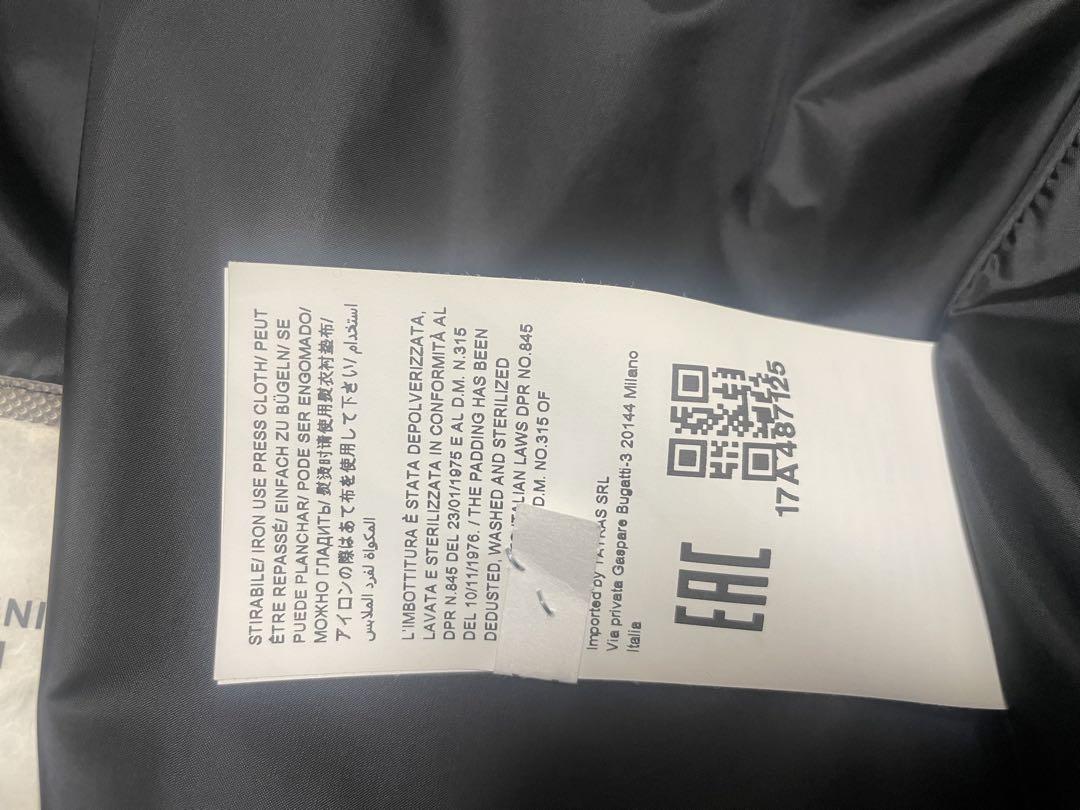 STIRABILE/ IRON USE PRESS CLOTH/ PEUT
ÊTRE REPASSÉ/ EINFACH ZU BÜGELN/ SE
PUEDE PLANCHAR/ PODE SER ENGOMADO/
МОЖНО ГЛАДИТЬ/ 熨烫时请使用熨衣衬垫布/
アイロンの際はあて布を使用して下さい/ استخدام
المكواة لفرد الملابس
L'IMBOTTITURA È STATA DEPOLVERIZZATA,
LAVATA E STERILIZZATA IN CONFORMITÀ AL
DPR N.845 DEL 23/01/1975 E AL D.M. N.315
DEL 10/11/1976. / THE PADDING HAS BEEN
DEDUSTED, WASHED AND STERILIZED
ITALIAN LAWS DPR NO.845
D.M. NO.315 OF
Imported by TATRAS SRL
Via privata Gaspare Bugatti-3 20144 Milano
Italia
EAC
17A487125
NI